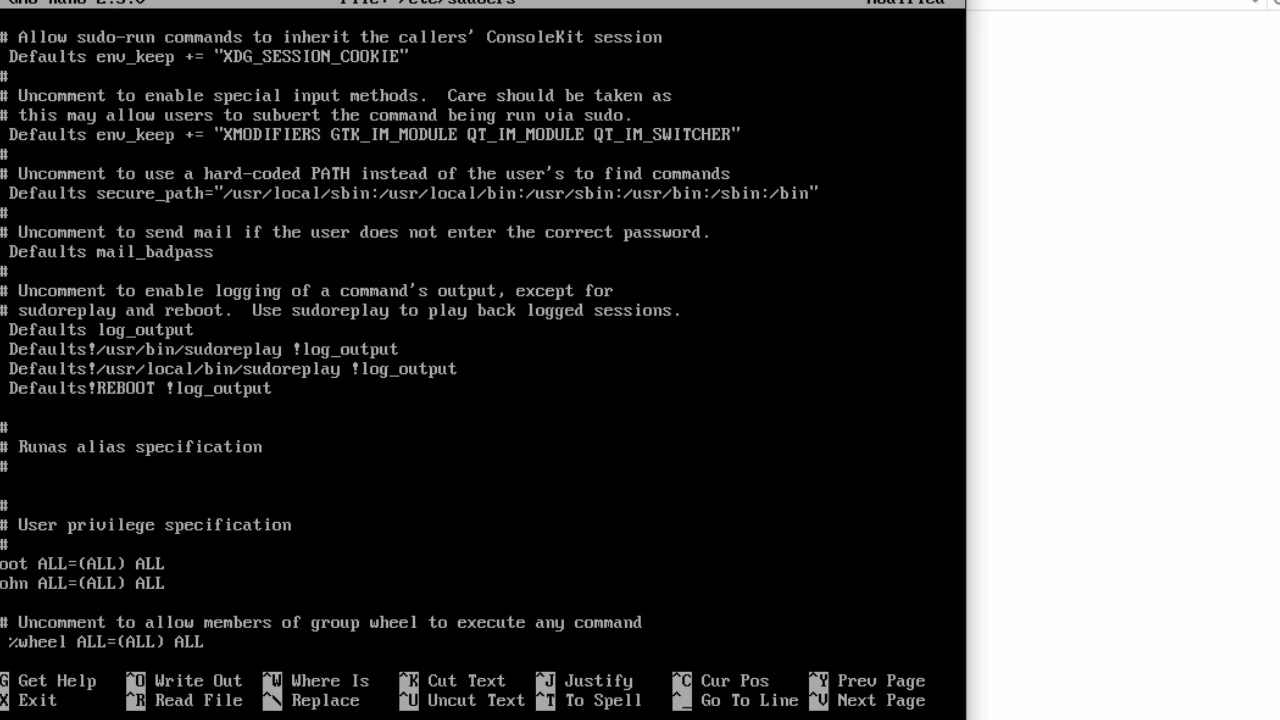 # Allow sudo-run commands to inherit the callers' ConsoleKit session
Defaults env_keep += "XDG_SESSION_COOKIE"
#
# Uncomment to enable special input methods.  Care should be taken as
# this may allow users to subvert the command being run via sudo.
Defaults env_keep += "XMODIFIERS GTK_IM_MODULE QT_IM_MODULE QT_IM_SWITCHER"
#
# Uncomment to use a hard-coded PATH instead of the user's to find commands
Defaults secure_path="/usr/local/sbin:/usr/local/bin:/usr/sbin:/usr/bin:/sbin:/bin"
#
# Uncomment to send mail if the user does not enter the correct password.
Defaults mail_badpass
#
# Uncomment to enable logging of a command's output, except for
# sudoreplay and reboot.  Use sudoreplay to play back logged sessions.
Defaults log_output
Defaults!/usr/bin/sudoreplay !log_output
Defaults!/usr/local/bin/sudoreplay !log_output
Defaults!REBOOT !log_output
#
# Runas alias specification
#
#
# User privilege specification
#
oot ALL=(ALL) ALL
ohn ALL=(ALL) ALL
# Uncomment to allow members of group wheel to execute any command
%wheel ALL=(ALL) ALL
G Get Help ^O Write Out ^W Where Is ^K Cut Text ^J Justify ^C Cur Pos ^Y Prev Page
X Exit ^R Read File ^\ Replace ^U Uncut Text ^T To Spell ^_ Go To Line ^V Next Page